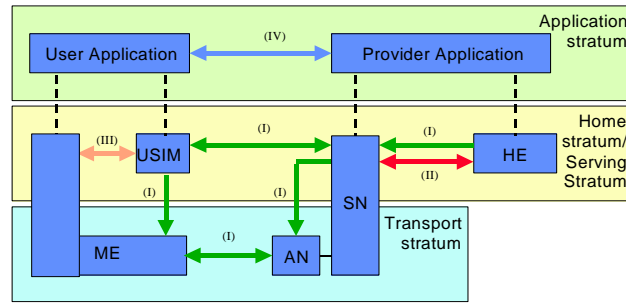 Application
stratum
User Application
(IV)
Provider Application
Home
stratum/
Serving
Stratum
(III)
USIM
(I)
(I)
HE
(II)
(I)
(I)
SN
Transport
stratum
ME
(I)
AN